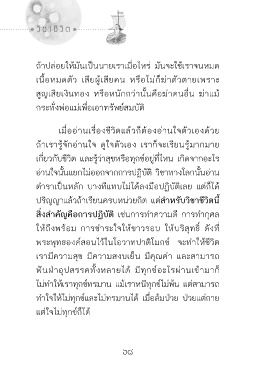 วิชาชีวิต
ถ้าปล่อยให้มันเป็นนายเราเมื่อไหร่ มันจะใช้เราจนหมด
เนื้อหมดตัว เสียผู้เสียคน หรือไม่ก็ฆ่าตัวตายเพราะ
สูญเสียเงินทอง หรือหนักกว่านั้นคือฆ่าคนอื่น ฆ่าแม้
กระทั่งพ่อแม่เพื่อเอาทรัพย์สมบัติ
เมื่ออ่านเรื่องชีวิตแล้วก็ต้องอ่านใจตัวเองด้วย
ถ้าเรารู้จักอ่านใจ ดูใจตัวเอง เราก็จะเรียนรู้มากมาย
เกี่ยวกับชีวิต และรู้ว่าสุขหรือทุกข์อยู่ที่ไหน เกิดจากอะไร
อ่านใจนั้นแยกไม่ออกจากการปฏิบัติ วิชาทางโลกนั้นอ่าน
ตำราเป็นหลัก บางทีแทบไม่ได้ลงมือปฏิบัติเลย แต่ก็ได้
ปริญญาแล้วถ้าเรียนครบหน่วยกิต แต่สำหรับวิชาชีวิตนี้
สิ่งสำคัญคือการปฏิบัติ เช่นการทำความดี การทำกุศล
ให้ถึงพร้อม การชำระใจให้ขาวรอบ ให้บริสุทธิ์ ดังที่
พระพุทธองค์สอนไว้ในโอวาทปาติโมกข์ จะทำให้ชีวิต
เรามีความสุข มีความสงบเย็น มีคุณค่า และสามารถ
ฟันฝ่าอุปสรรคทั้งหลายได้ มีทุกข์อะไรผ่านเข้ามาก็
ไม่ทำให้เราทุกข์ทรมาน แม้เราหนีทุกข์ไม่พ้น แต่สามารถ
ทำใจให้ไม่ทุกข์และไม่ทรมานได้ เมื่อล้มป่วย ป่วยแต่กาย
แต่ใจไม่ทุกข์ก็ได้
๖๘